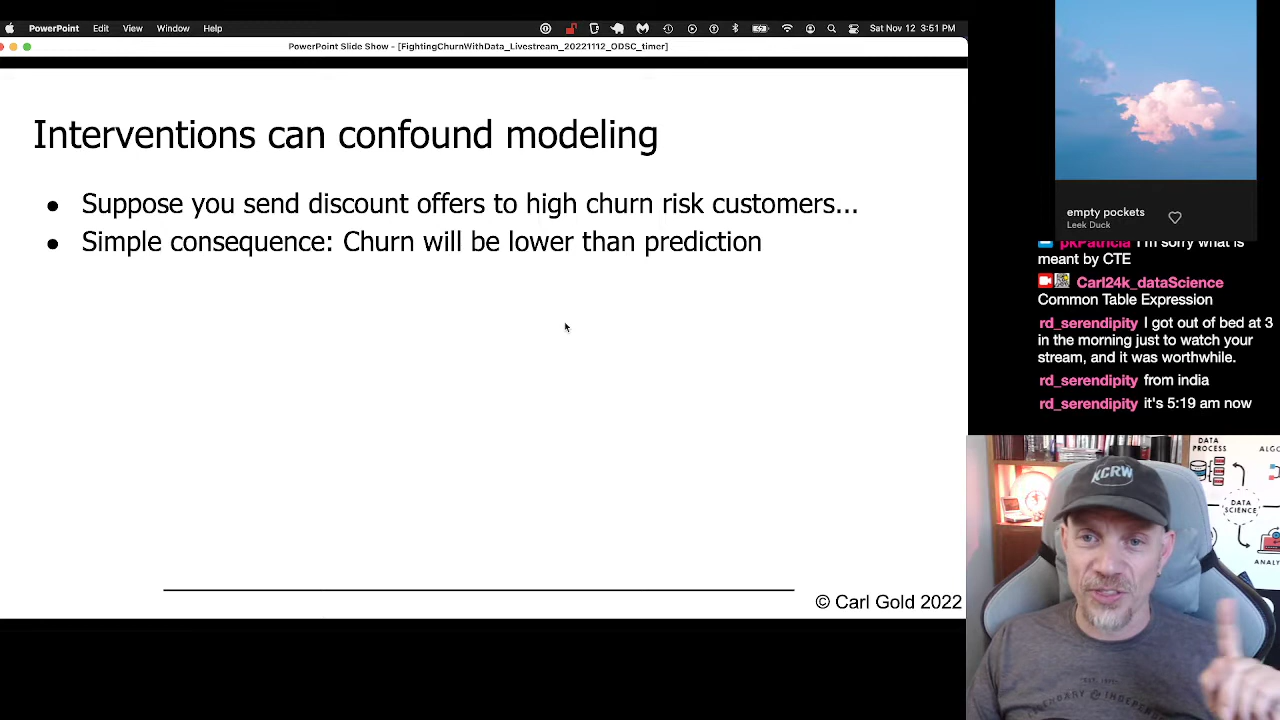 PowerPoint Edit View Window Help Sat Nov 12 3:51 PM
PowerPoint Slide Show - [FightingChurnWithData_Livestream_20221112_ODSC_timer]
Interventions can confound modeling
● Suppose you send discount offers to high churn risk customers...
● Simple consequence: Churn will be lower than prediction
© Carl Gold 2022
empty pockets
Leek Duck
pkPatricia I'm sorry what is
meant by CTE
Carl24k_dataScience
Common Table Expression
rd_serendipity I got out of bed at 3
in the morning just to watch your
stream, and it was worthwhile.
rd_serendipity from india
rd_serendipity it's 5:19 am now
KCRW
DATA
PROCESS
DATA
SCIENCE